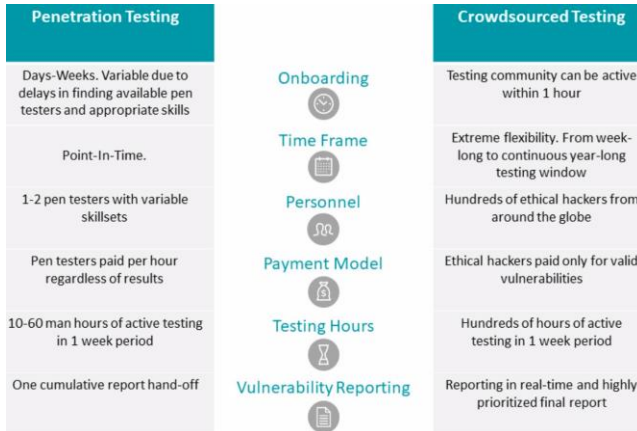 Penetration Testing
Crowdsourced Testing
Days-Weeks. Variable due to
delays in finding available pen
testers and appropriate skills
Onboarding
Testing community can be active
within 1 hour
Point-In-Time.
Time Frame
Extreme flexibility. From week-
long to continuous year-long
testing window
1-2 pen testers with variable
skillsets
Personnel
Hundreds of ethical hackers from
around the globe
Pen testers paid per hour
regardless of results
Payment Model
Ethical hackers paid only for valid
vulnerabilities
10-60 man hours of active testing
in 1 week period
Testing Hours
Hundreds of hours of active
testing in 1 week period
One cumulative report hand-off
Vulnerability Reporting
Reporting in real-time and highly
prioritized final report